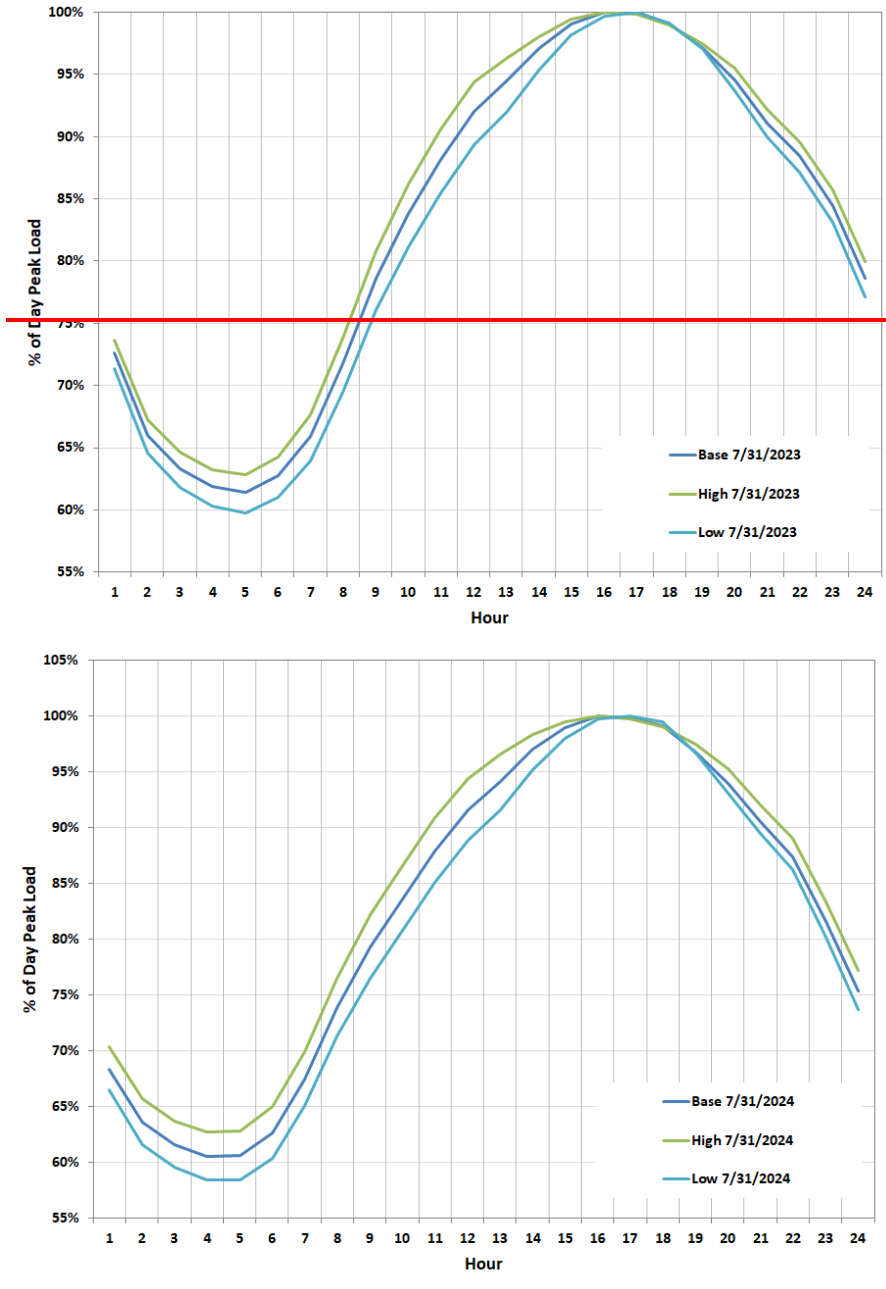 100%
95%
90%
85%
80%
75%
70%
65%
60%
55%
% of Day Peak Load
Base 7/31/2023
High 7/31/2023
Low 7/31/2023
1 2 3 4 5 6 7 8 9 10 11 12 13 14 15 16 17 18 19 20 21 22 23 24
Hour
105%
100%
95%
90%
85%
80%
75%
70%
65%
60%
55%
% of Day Peak Load
Base 7/31/2024
High 7/31/2024
Low 7/31/2024
1 2 3 4 5 6 7 8 9 10 11 12 13 14 15 16 17 18 19 20 21 22 23 24
Hour